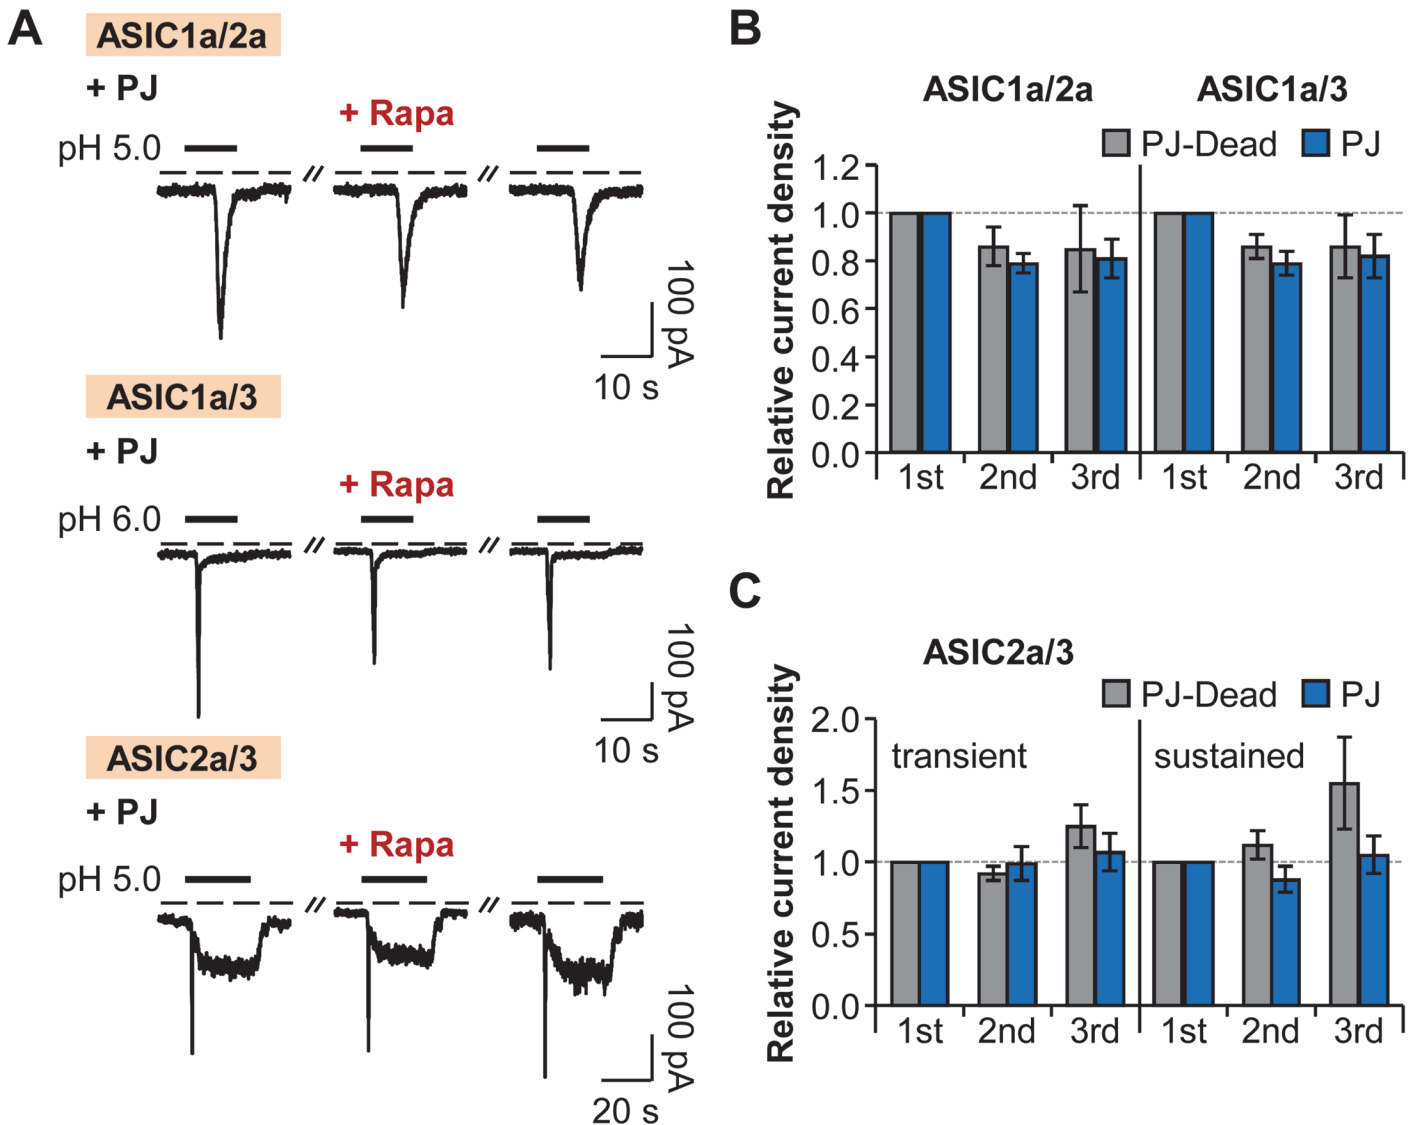 A
ASIC1a/2a
+ PJ
+ Rapa
pH 5.0
100 pA
10 s
ASIC1a/3
+ PJ
+ Rapa
pH 6.0
100 pA
10 s
ASIC2a/3
+ PJ
+ Rapa
pH 5.0
100 pA
20 s
B
ASIC1a/2a ASIC1a/3
PJ-Dead PJ
Relative current density
1.2
1.0
0.8
0.6
0.4
0.2
0.0
1st 2nd 3rd 1st 2nd 3rd
C
ASIC2a/3
PJ-Dead PJ
Relative current density
2.0
transient sustained
1.5
1.0
0.5
0.0
1st 2nd 3rd 1st 2nd 3rd